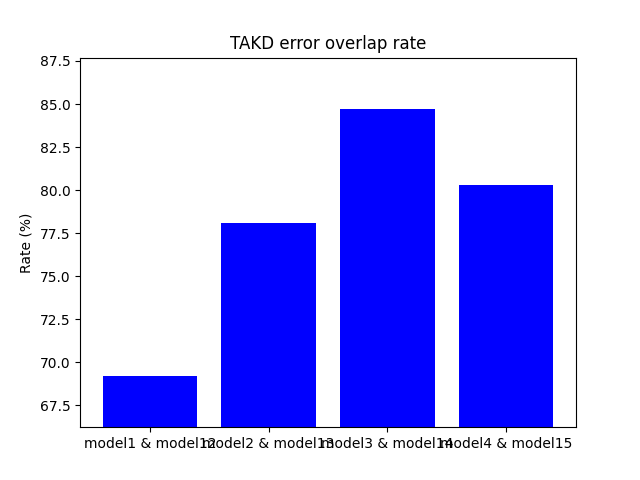 TAKD error overlap rate
87.5
85.0
82.5
80.0
77.5
75.0
72.5
70.0
67.5
Rate (%)
model1 & model12
model2 & model13
model3 & model14
model4 & model15